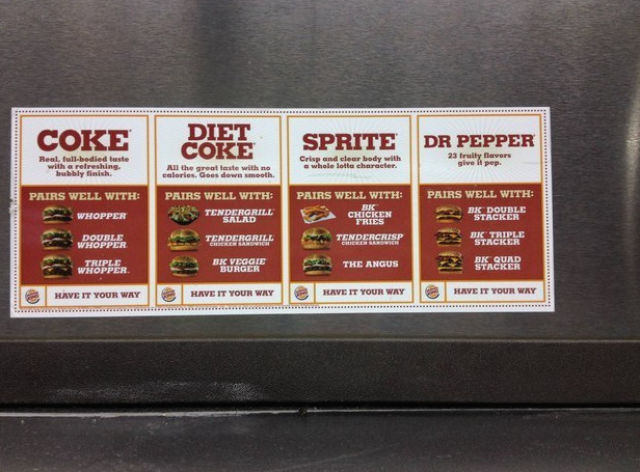 COKE
Real, full-bodied taste
with a refreshing,
bubbly finish.
PAIRS WELL WITH:
WHOPPER
DOUBLE
WHOPPER
TRIPLE
WHOPPER.
HAVE IT YOUR WAY
DIET
COKE
All the great taste with no
calories. Goes down smooth.
PAIRS WELL WITH:
TENDERGRILL
SALAD
TENDERGRILL
CHICKEN SANDWICH
BK VEGGIE
BURGER
HAVE IT YOUR WAY
SPRITE
Crisp and clear body with
a whole lotta character.
PAIRS WELL WITH:
BK
CHICKEN
FRIES
TENDERCRISP
CHICKEN SANDWICH
THE ANGUS
HAVE IT YOUR WAY
DR PEPPER
23 fruity flavors
give it pep.
PAIRS WELL WITH:
BK DOUBLE
STACKER
BK TRIPLE
STACKER
BK QUAD
STACKER
HAVE IT YOUR WAY